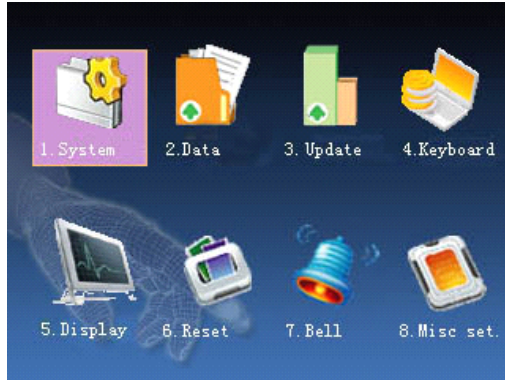 1.System 2.Data 3.Update 4.Keyboard
5.Display 6.Reset 7.Bell 8.Misc set.